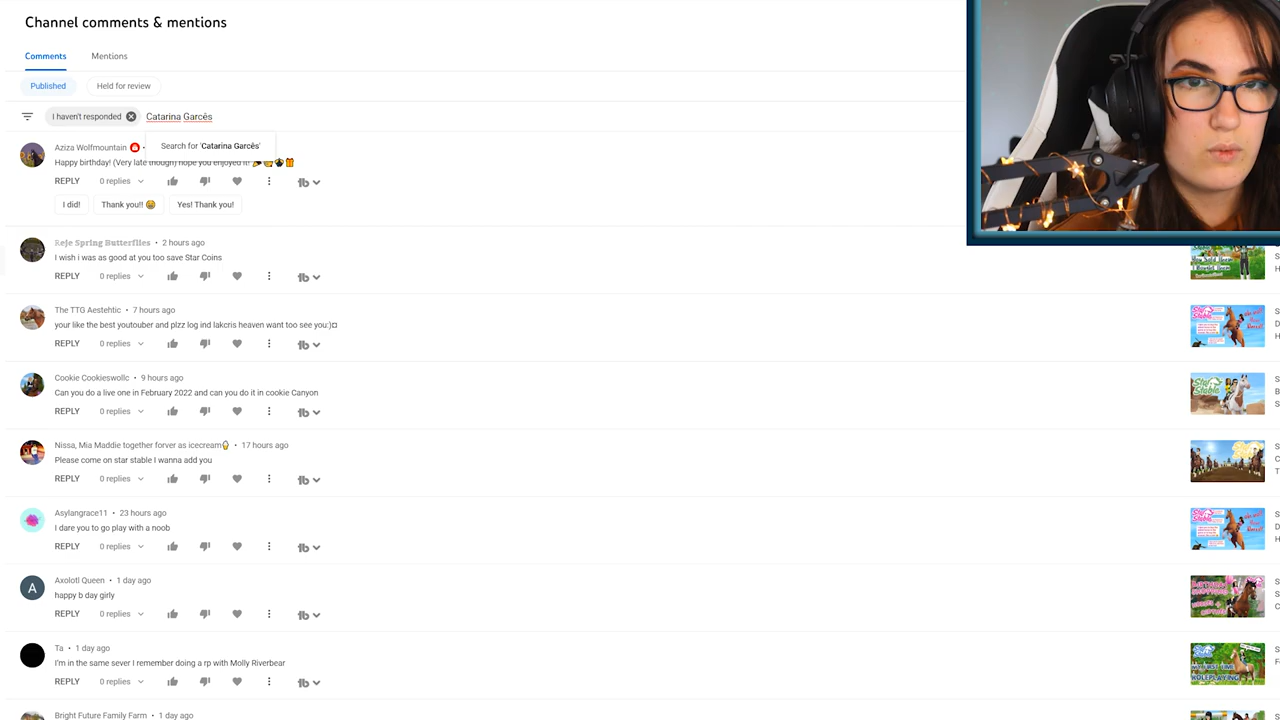 Channel comments & mentions
Comments
Mentions
Published
Held for review
I haven't responded
Catarina Garcês
Search for 'Catarina Garcês'
Aziza Wolfmountain
Happy birthday! (Very late though) hope you enjoyed it!
REPLY
0 replies
I did!
Thank you!! 😄
Yes! Thank you!
Reje Spring Butterflies • 2 hours ago
I wish i was as good at you too save Star Coins
REPLY
0 replies
The TTG Aestehtic • 7 hours ago
your like the best youtouber and plzz log ind lakcris heaven want too see you:)¤
REPLY
0 replies
Cookie Cookieswollc • 9 hours ago
Can you do a live one in February 2022 and can you do it in cookie Canyon
REPLY
0 replies
Nissa, Mia Maddie together forver as icecream🍦 • 17 hours ago
Please come on star stable I wanna add you
REPLY
0 replies
Asylangrace11 • 23 hours ago
I dare you to go play with a noob
REPLY
0 replies
A
Axolotl Queen • 1 day ago
happy b day girly
REPLY
0 replies
Ta • 1 day ago
I'm in the same sever I remember doing a rp with Molly Riverbear
REPLY
0 replies
MY FIRST TIME
ROLEPLAYING
Bright Future Family Farm • 1 day ago